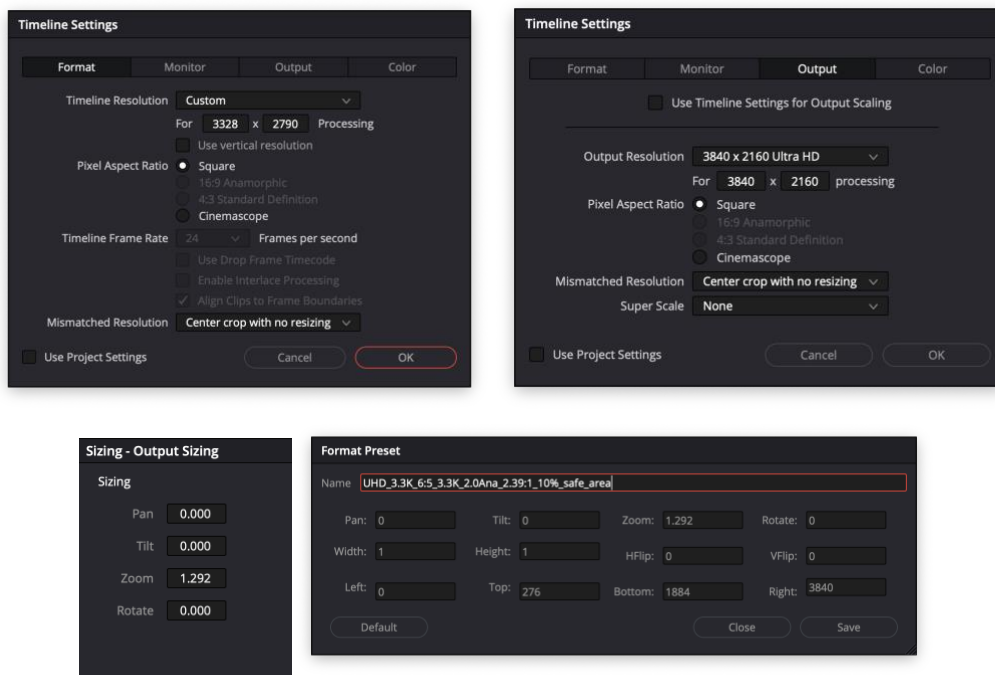 Timeline Settings
Format Monitor Output Color
Timeline Resolution Custom
For 3328 x 2790 Processing
Use vertical resolution
Pixel Aspect Ratio Square
16:9 Anamorphic
4:3 Standard Definition
Cinemascope
Timeline Frame Rate 24 Frames per second
Use Drop Frame Timecode
Enable Interlace Processing
Align Clips to Frame Boundaries
Mismatched Resolution Center crop with no resizing
Use Project Settings Cancel OK
Timeline Settings
Format Monitor Output Color
Use Timeline Settings for Output Scaling
Output Resolution 3840 x 2160 Ultra HD
For 3840 x 2160 processing
Pixel Aspect Ratio Square
16:9 Anamorphic
4:3 Standard Definition
Cinemascope
Mismatched Resolution Center crop with no resizing
Super Scale None
Use Project Settings Cancel OK
Sizing - Output Sizing
Sizing
Pan 0.000
Tilt 0.000
Zoom 1.292
Rotate 0.000
Format Preset
Name UHD_3.3K_6:5_3.3K_2.0Ana_2.39:1_10%_safe_area
Pan: 0 Tilt: 0 Zoom: 1.292 Rotate: 0
Width: 1 Height: 1 HFlip: 0 VFlip: 0
Left: 0 Top: 276 Bottom: 1884 Right: 3840
Default Close Save